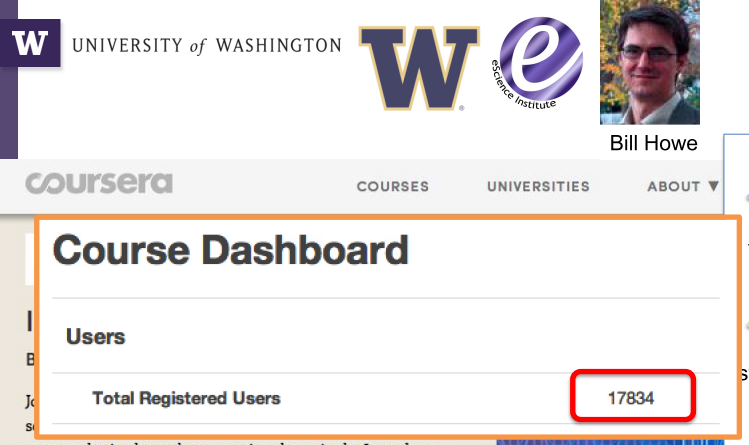 W UNIVERSITY of WASHINGTON
W
eScience Institute
Bill Howe
coursera COURSES UNIVERSITIES ABOUT ▼
Course Dashboard
Users
Total Registered Users 17834